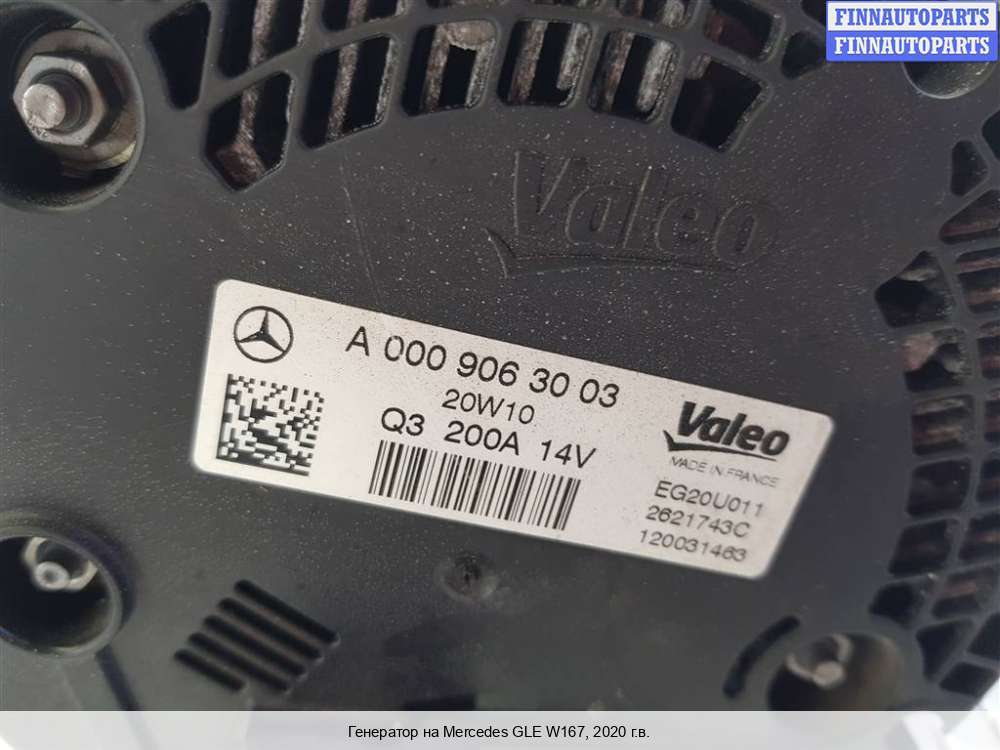 FINNAUTOPARTS
FINNAUTOPARTS
Valeo
A 000 906 30 03
20W10
Q3 200A 14V
Valeo
MADE IN FRANCE
EG20U011
2621743C
120031463
Генератор на Mercedes GLE W167, 2020 г.в.